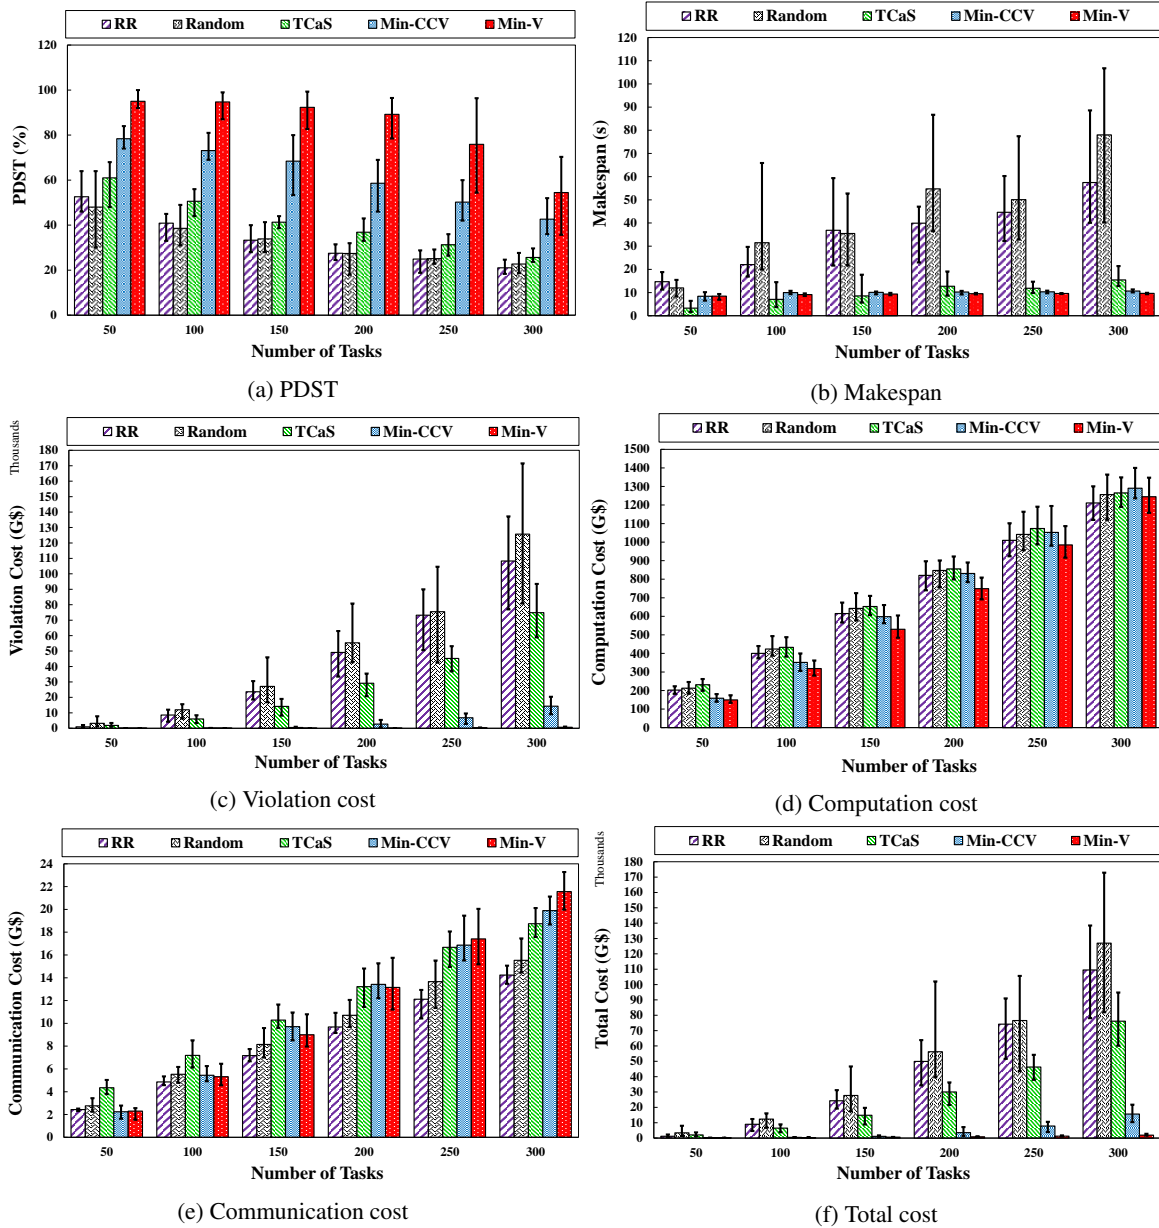 RR Random TCaS Min-CCV Min-V
120
100
80
60
40
20
0
PDST (%)
50 100 150 200 250 300
Number of Tasks
(a) PDST
RR Random TCaS Min-CCV Min-V
120
110
100
90
80
70
60
50
40
30
20
10
0
Makespan (s)
50 100 150 200 250 300
Number of Tasks
(b) Makespan
RR Random TCaS Min-CCV Min-V
Thousands
180
170
160
150
140
130
120
110
100
90
80
70
60
50
40
30
20
10
0
Violation Cost (G$)
50 100 150 200 250 300
Number of Tasks
(c) Violation cost
RR Random TCaS Min-CCV Min-V
1500
1400
1300
1200
1100
1000
900
800
700
600
500
400
300
200
100
0
Computation Cost (G$)
50 100 150 200 250 300
Number of Tasks
(d) Computation cost
RR Random TCaS Min-CCV Min-V
24
22
20
18
16
14
12
10
8
6
4
2
0
Communication Cost (G$)
50 100 150 200 250 300
Number of Tasks
(e) Communication cost
RR Random TCaS Min-CCV Min-V
Thousands
180
170
160
150
140
130
120
110
100
90
80
70
60
50
40
30
20
10
0
Total Cost (G$)
50 100 150 200 250 300
Number of Tasks
(f) Total cost